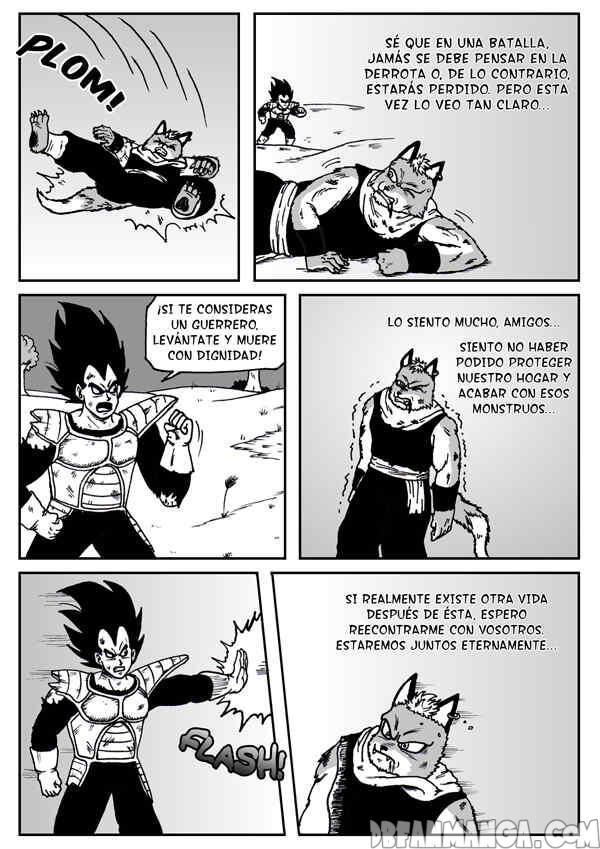 PLOM!
SÉ QUE EN UNA BATALLA,
JAMÁS SE DEBE PENSAR EN LA
DERROTA O, DE LO CONTRARIO,
ESTARÁS PERDIDO. PERO ESTA
VEZ LO VEO TAN CLARO...
¡SI TE CONSIDERAS
UN GUERRERO,
LEVÁNTATE Y MUERE
CON DIGNIDAD!
LO SIENTO MUCHO, AMIGOS...
SIENTO NO HABER
PODIDO PROTEGER
NUESTRO HOGAR Y
ACABAR CON ESOS
MONSTRUOS...
FLASH!
SI REALMENTE EXISTE OTRA VIDA
DESPUÉS DE ÉSTA, ESPERO
REECONTRARME CON VOSOTROS.
ESTAREMOS JUNTOS ETERNAMENTE...
DBFANMANGA.COM